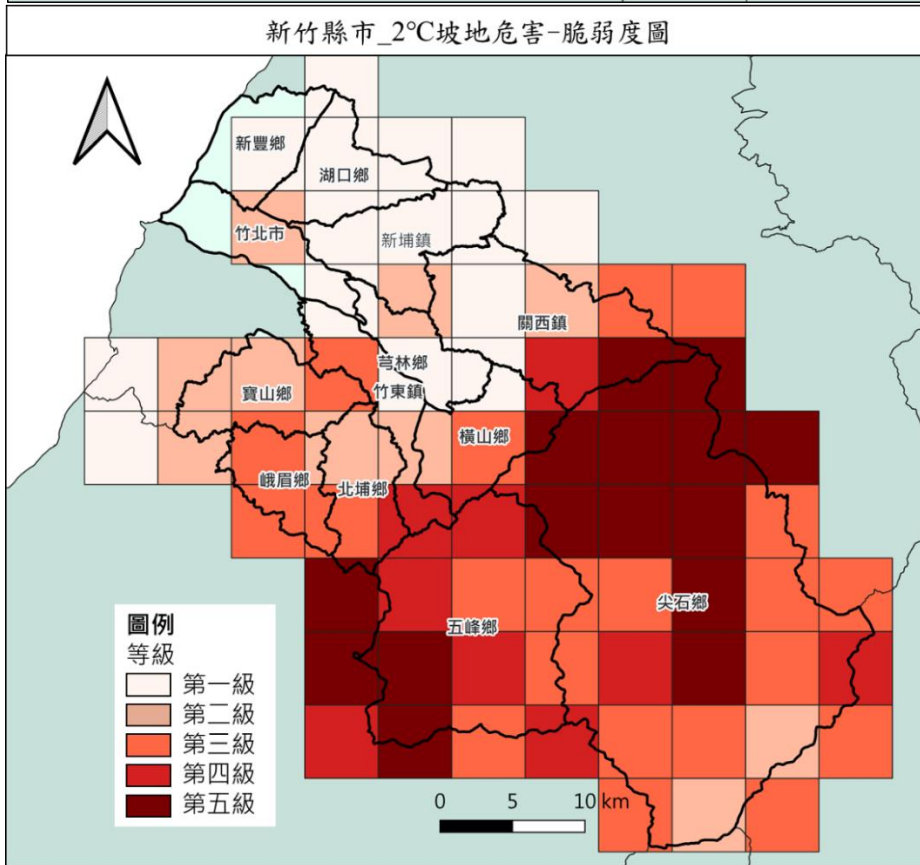 新竹縣市_2°C坡地危害-脆弱度圖
新豐鄉
湖口鄉
竹北市
新埔鎮
關西鎮
芎林鄉
寶山鄉
竹東鎮
橫山鄉
峨眉鄉
北埔鄉
尖石鄉
五峰鄉
圖例
等級
第一級
第二級
第三級
第四級
第五級
0 5 10 km